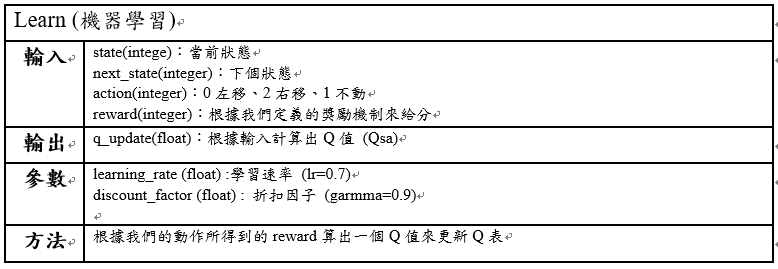 Learn (機器學習)
輸入
state(intege)：當前狀態
next_state(integer)：下個狀態
action(integer)：0 左移、2 右移、1 不動
reward(integer)：根據我們定義的獎勵機制來給分
輸出
q_update(float)：根據輸入計算出 Q 值 (Qsa)
參數
learning_rate (float) :學習速率 (lr=0.7)
discount_factor (float) : 折扣因子 (garmma=0.9)
方法
根據我們的動作所得到的 reward 算出一個 Q 值來更新 Q 表